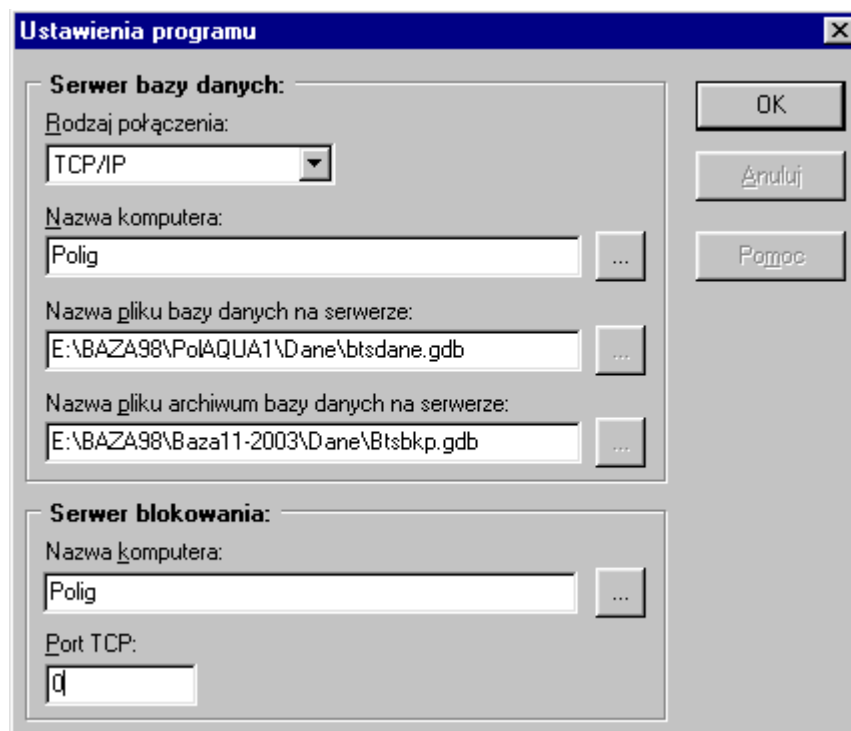 Ustawienia programu
Serwer bazy danych:
Rodzaj połączenia:
TCP/IP
Nazwa komputera:
Polig
...
Nazwa pliku bazy danych na serwerze:
E:\BAZA98\PolAQUA1\Dane\btsdane.gdb
...
Nazwa pliku archiwum bazy danych na serwerze:
E:\BAZA98\Baza11-2003\Dane\Btsbkp.gdb
...
Serwer blokowania:
Nazwa komputera:
Polig
...
Port TCP:
0
OK
Anuluj
Pomoc